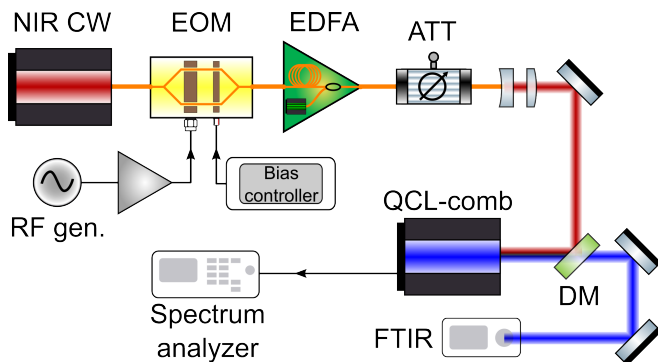 NIR CW
EOM
EDFA
ATT
Bias
controller
RF gen.
QCL-comb
Spectrum
analyzer
DM
FTIR